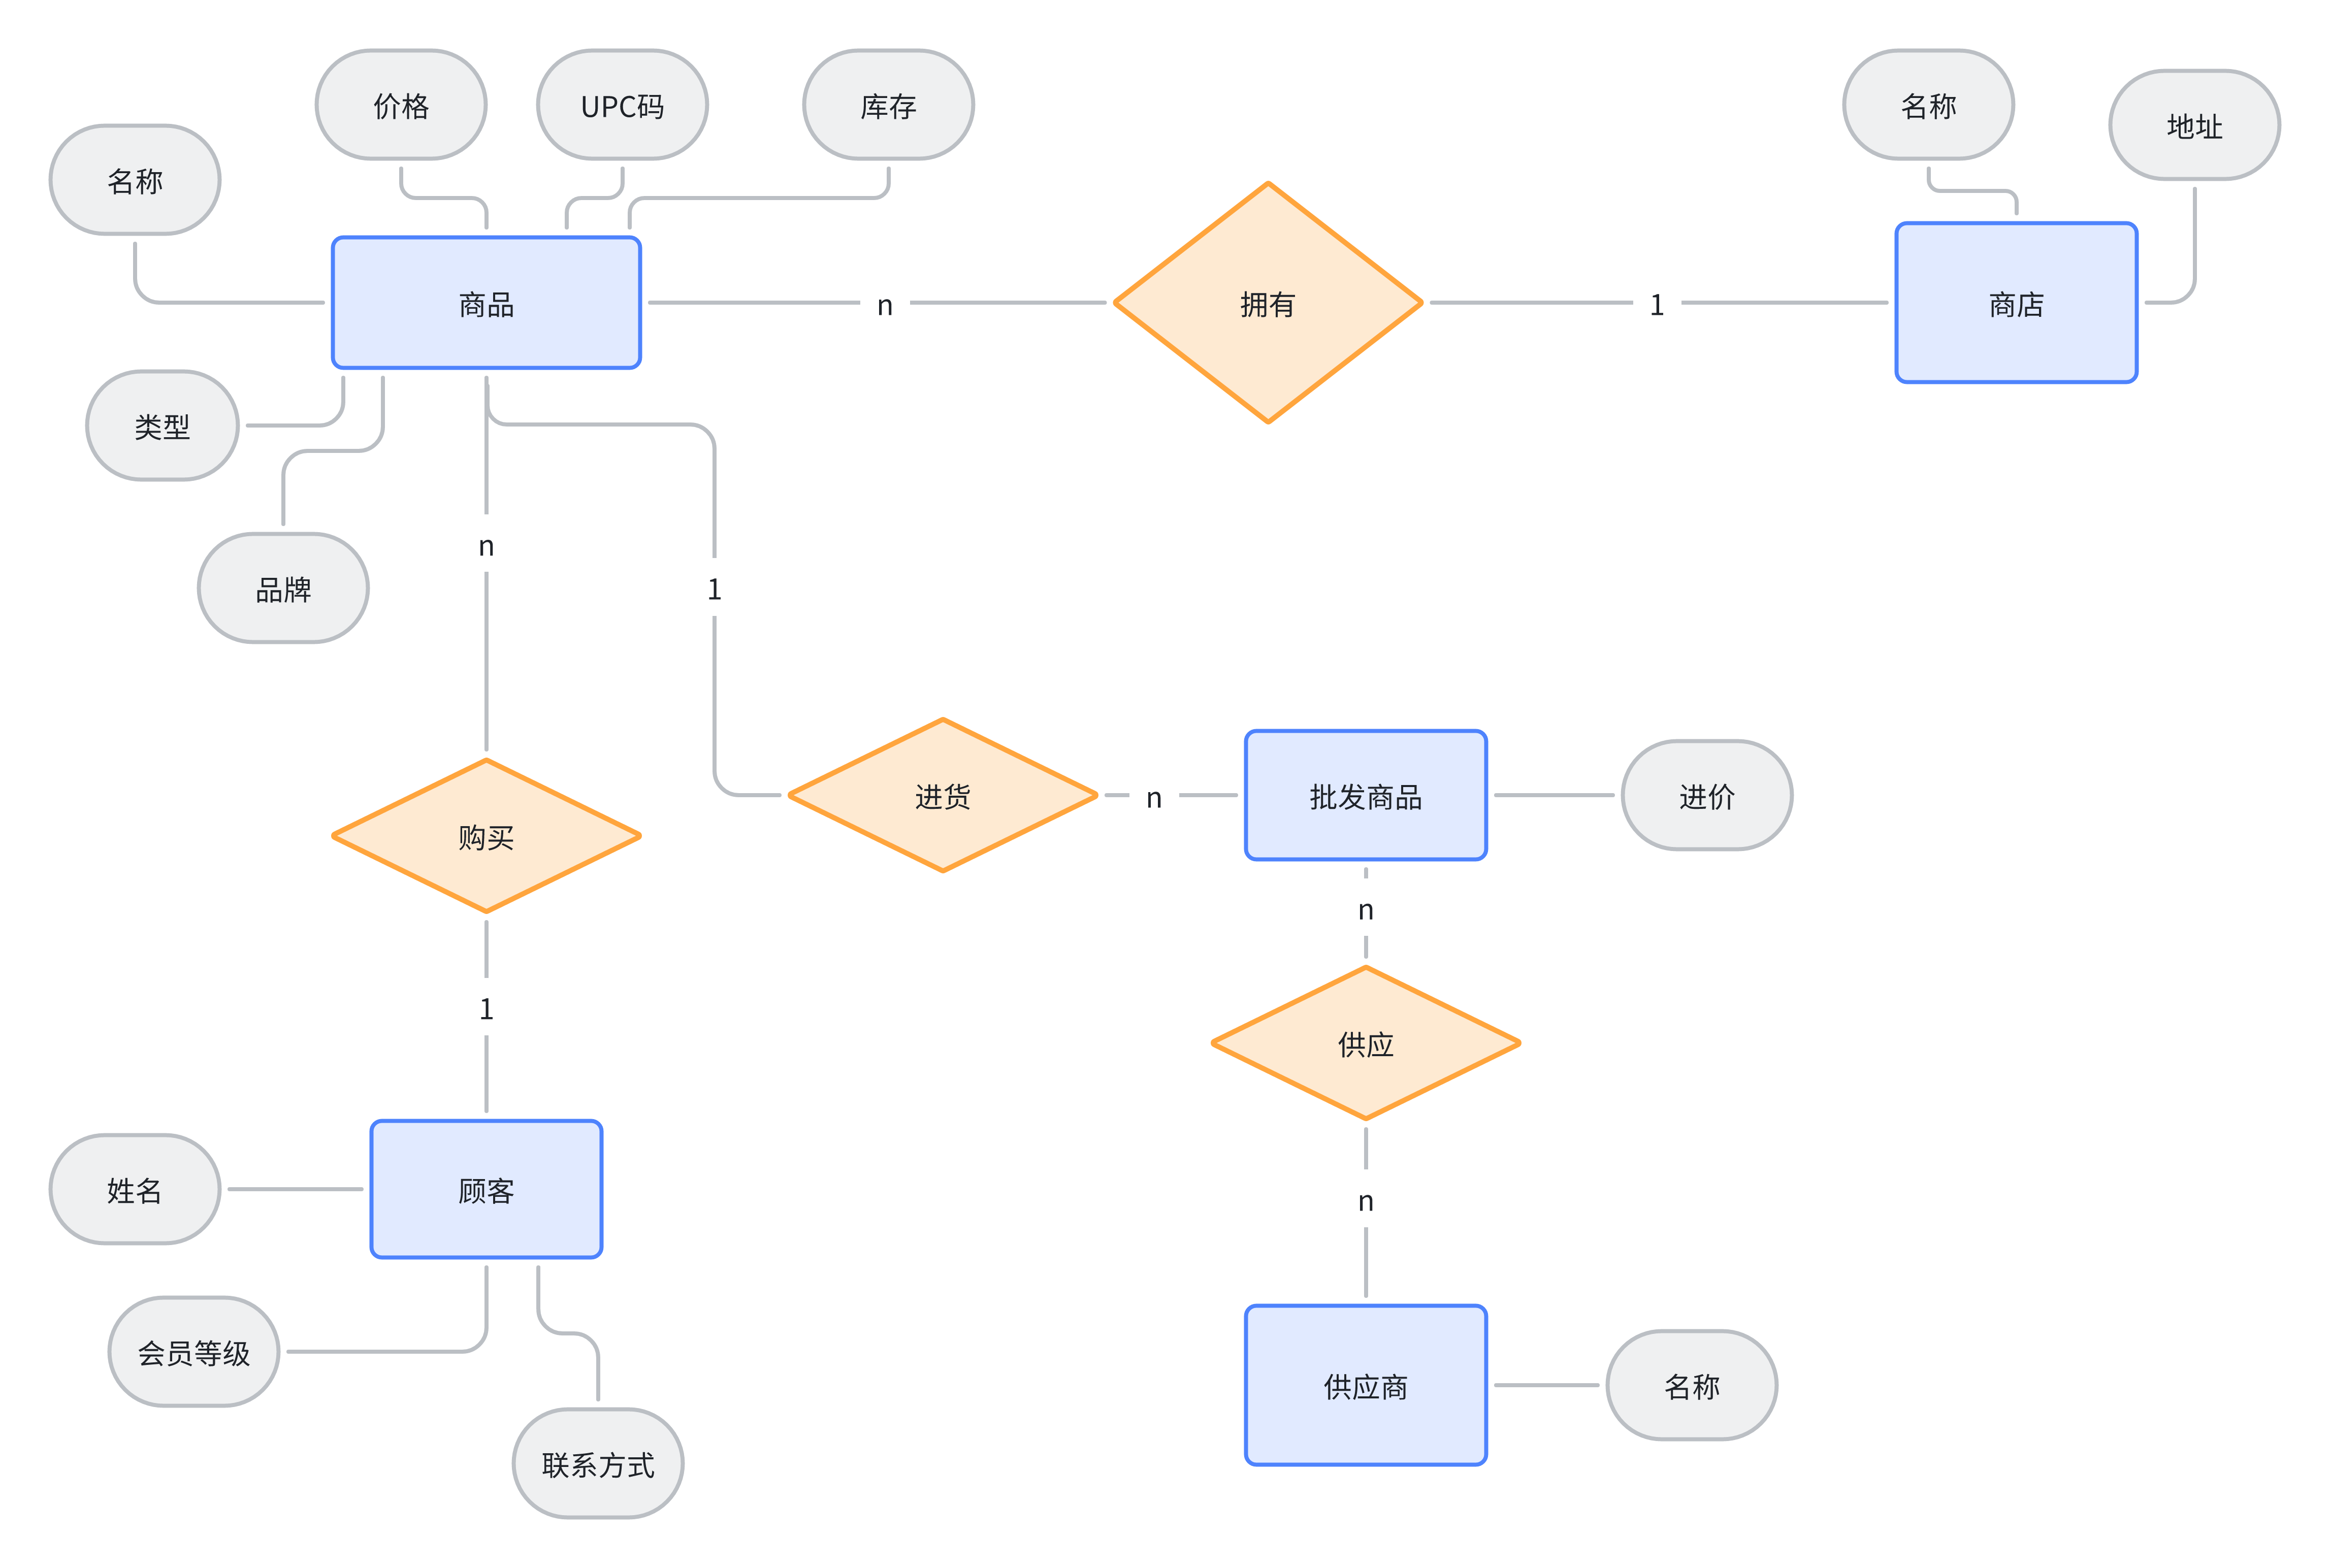 价格
UPC码
库存
名称
地址
名称
商品
n
拥有
1
商店
类型
n
品牌
1
进货
n
批发商品
进价
购买
n
1
供应
姓名
顾客
n
会员等级
供应商
名称
联系方式